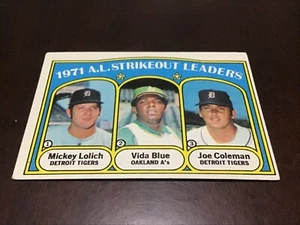 1971 A.L. STRIKEOUT LEADERS
1 Mickey Lolich
DETROIT TIGERS
2 Vida Blue
OAKLAND A's
3 Joe Coleman
DETROIT TIGERS